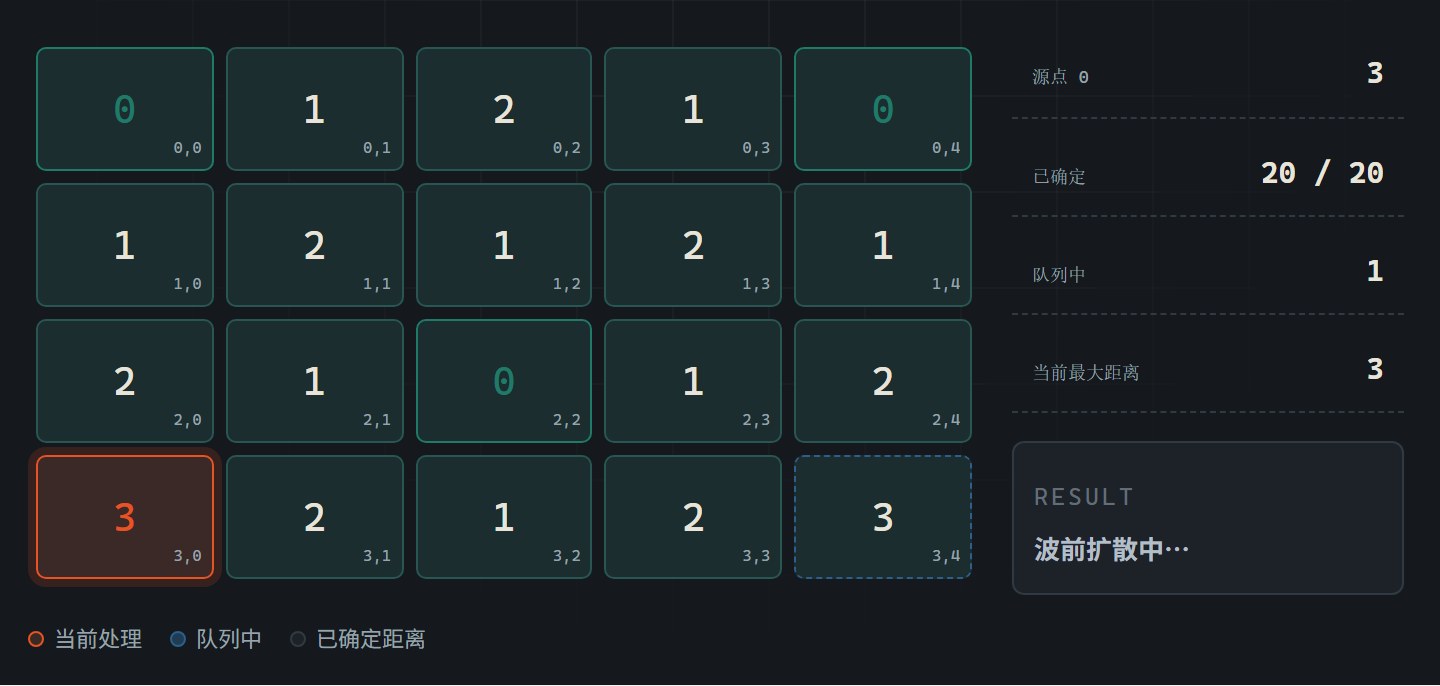 0 1 2 1 0
0,0 0,1 0,2 0,3 0,4
1 2 1 2 1
1,0 1,1 1,2 1,3 1,4
2 1 0 1 2
2,0 2,1 2,2 2,3 2,4
3 2 1 2 3
3,0 3,1 3,2 3,3 3,4
当前处理 队列中 已确定距离
源点 0 3
已确定 20 / 20
队列中 1
当前最大距离 3
RESULT
波前扩散中…